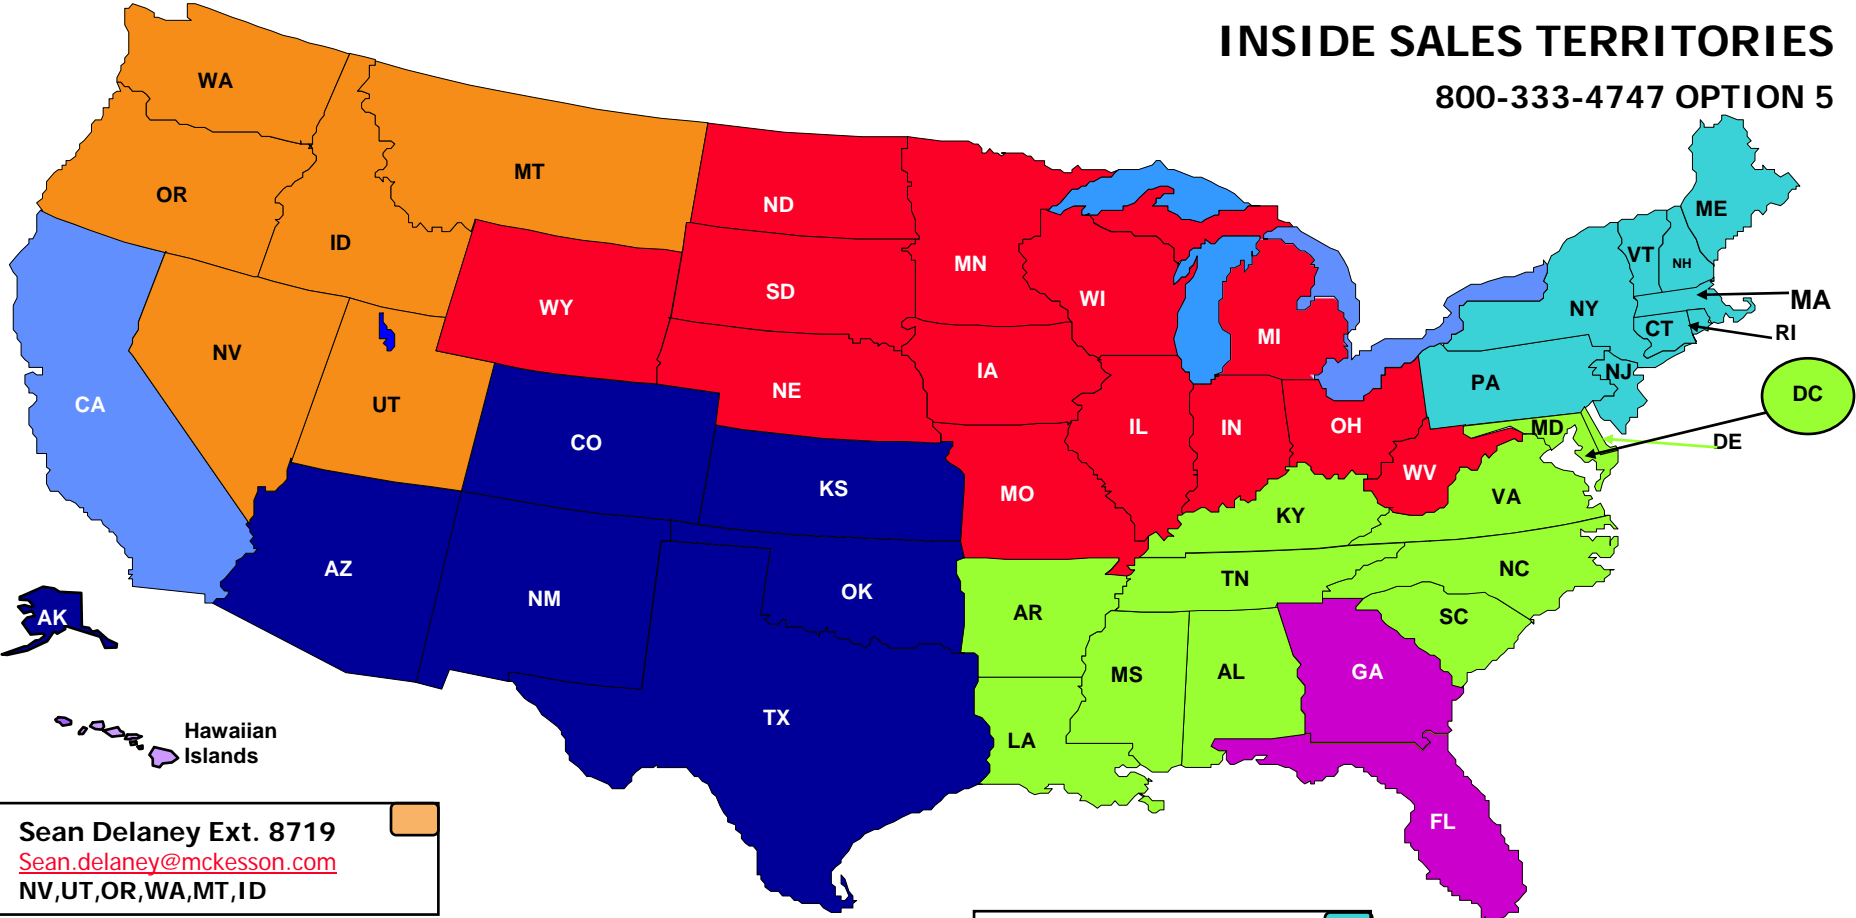 INSIDE SALES TERRITORIES
800-333-4747 OPTION 5
WA
MT
OR
ID
ND
MN
ME
VT
NH
WY
SD
WI
NY
MA
CT
RI
MI
NV
UT
CA
NE
IA
PA
NJ
DC
CO
IL
IN
OH
MD
DE
KS
MO
WV
VA
KY
AZ
NM
OK
TN
NC
AK
AR
SC
MS
AL
GA
TX
LA
Hawaiian
Islands
FL
Sean Delaney Ext. 8719
Sean.delaney@mckesson.com
NV,UT,OR,WA,MT,ID